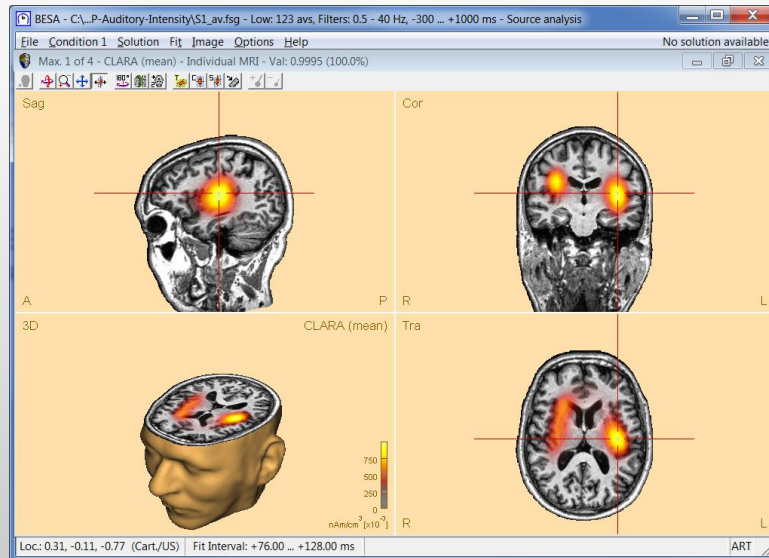 BESA - C:\...P-Auditory-Intensity\S1_av.fsg - Low: 123 avs, Filters: 0.5 - 40 Hz, -300 ... +1000 ms - Source analysis
File Condition 1 Solution Fit Image Options Help No solution available
Max. 1 of 4 - CLARA (mean) - Individual MRI - Val: 0.9995 (100.0%)
Sag
A P
Cor
R L
3D CLARA (mean)
750
500
250
0
nAm/cm³ [x10⁻³]
Tra
R L
Loc.: 0.31, -0.11, -0.77 (Cart./US) Fit Interval: +76.00 ... +128.00 ms ART